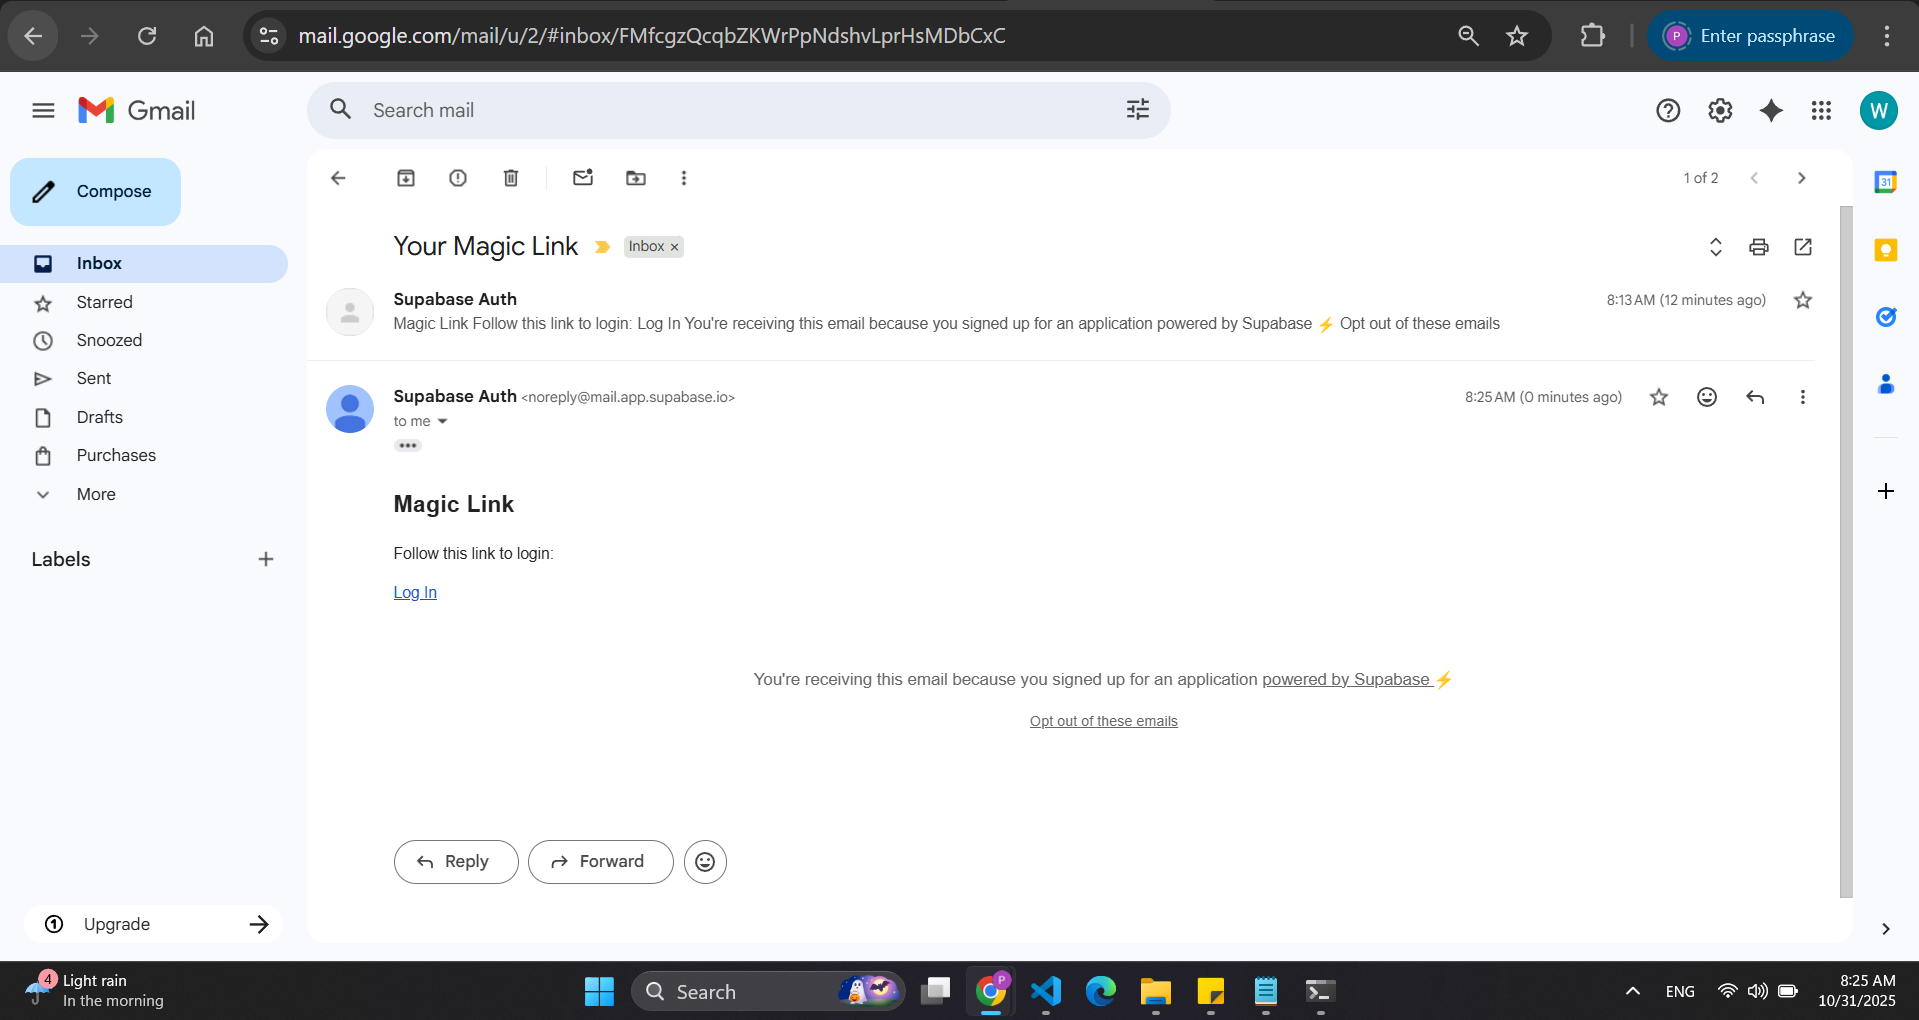 mail.google.com/mail/u/2/#inbox/FMfcgzQcqbZKWrPpNdshvLprHsMDbCxC
P
Enter passphrase
Gmail
Search mail
W
Compose
1 of 2
31
Inbox
Starred
Snoozed
Sent
Drafts
Purchases
More
Labels
Upgrade
Your Magic Link
Inbox ×
Supabase Auth
8:13 AM (12 minutes ago)
Magic Link Follow this link to login: Log In You're receiving this email because you signed up for an application powered by Supabase ⚡ Opt out of these emails
Supabase Auth <noreply@mail.app.supabase.io>
8:25 AM (0 minutes ago)
to me
Magic Link
Follow this link to login:
Log In
You're receiving this email because you signed up for an application powered by Supabase ⚡
Opt out of these emails
Reply
Forward
4
Light rain
In the morning
Search
P
ENG
8:25 AM
10/31/2025